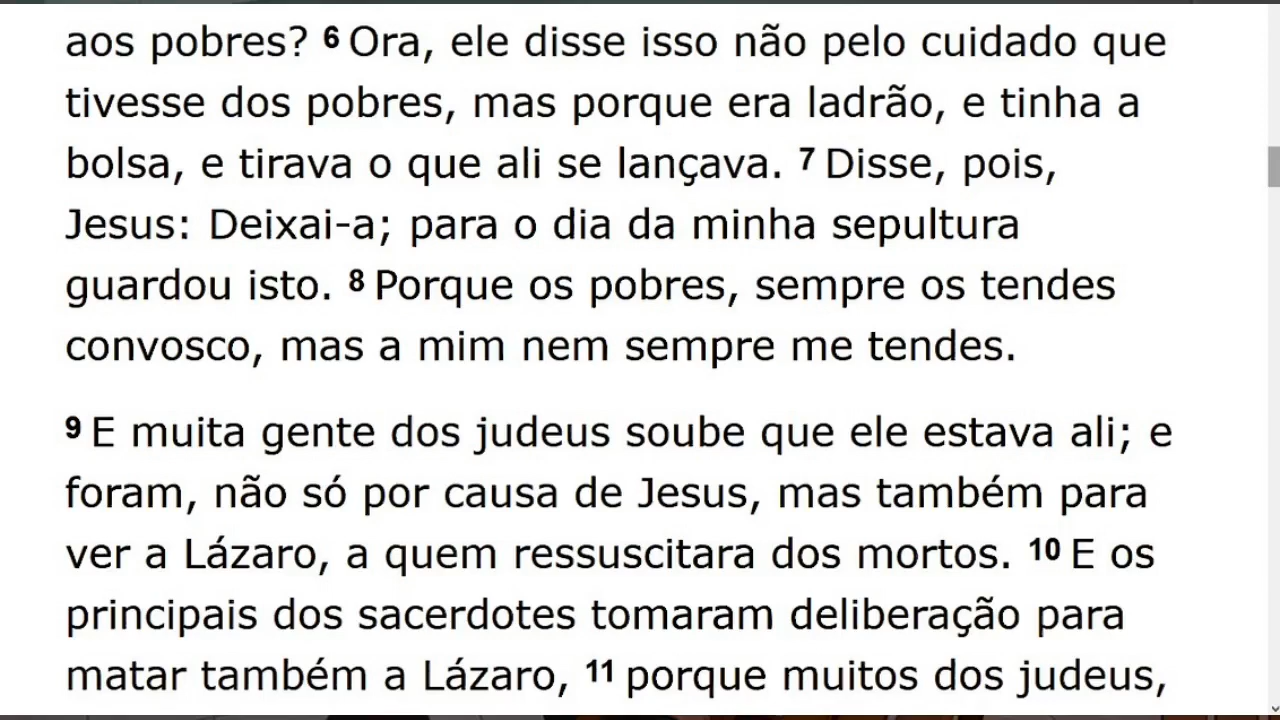 aos pobres? 6 Ora, ele disse isso não pelo cuidado que
tivesse dos pobres, mas porque era ladrão, e tinha a
bolsa, e tirava o que ali se lançava. 7 Disse, pois,
Jesus: Deixai-a; para o dia da minha sepultura
guardou isto. 8 Porque os pobres, sempre os tendes
convosco, mas a mim nem sempre me tendes.
9 E muita gente dos judeus soube que ele estava ali; e
foram, não só por causa de Jesus, mas também para
ver a Lázaro, a quem ressuscitara dos mortos. 10 E os
principais dos sacerdotes tomaram deliberação para
matar também a Lázaro, 11 porque muitos dos judeus,